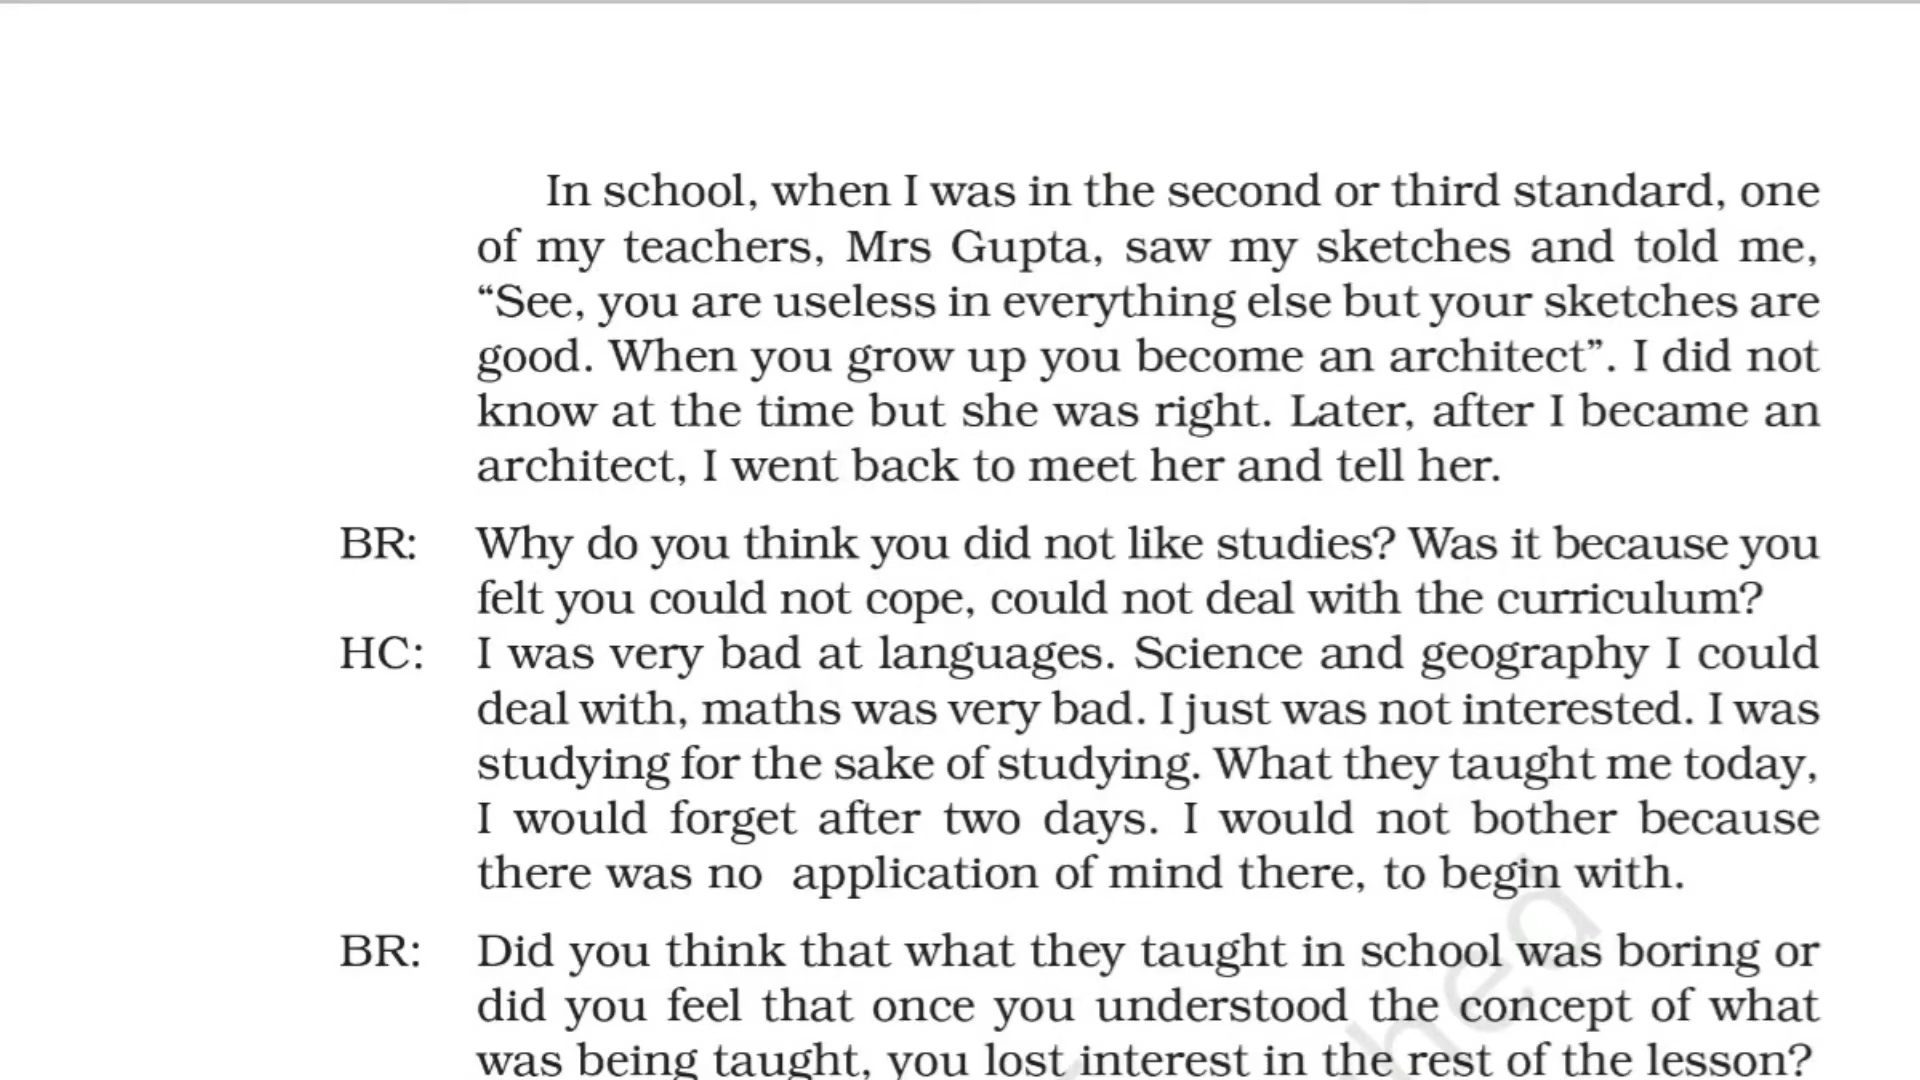 In school, when I was in the second or third standard, one
of my teachers, Mrs Gupta, saw my sketches and told me,
“See, you are useless in everything else but your sketches are
good. When you grow up you become an architect”. I did not
know at the time but she was right. Later, after I became an
architect, I went back to meet her and tell her.
BR: Why do you think you did not like studies? Was it because you
felt you could not cope, could not deal with the curriculum?
HC: I was very bad at languages. Science and geography I could
deal with, maths was very bad. I just was not interested. I was
studying for the sake of studying. What they taught me today,
I would forget after two days. I would not bother because
there was no application of mind there, to begin with.
BR: Did you think that what they taught in school was boring or
did you feel that once you understood the concept of what
was being taught, you lost interest in the rest of the lesson?